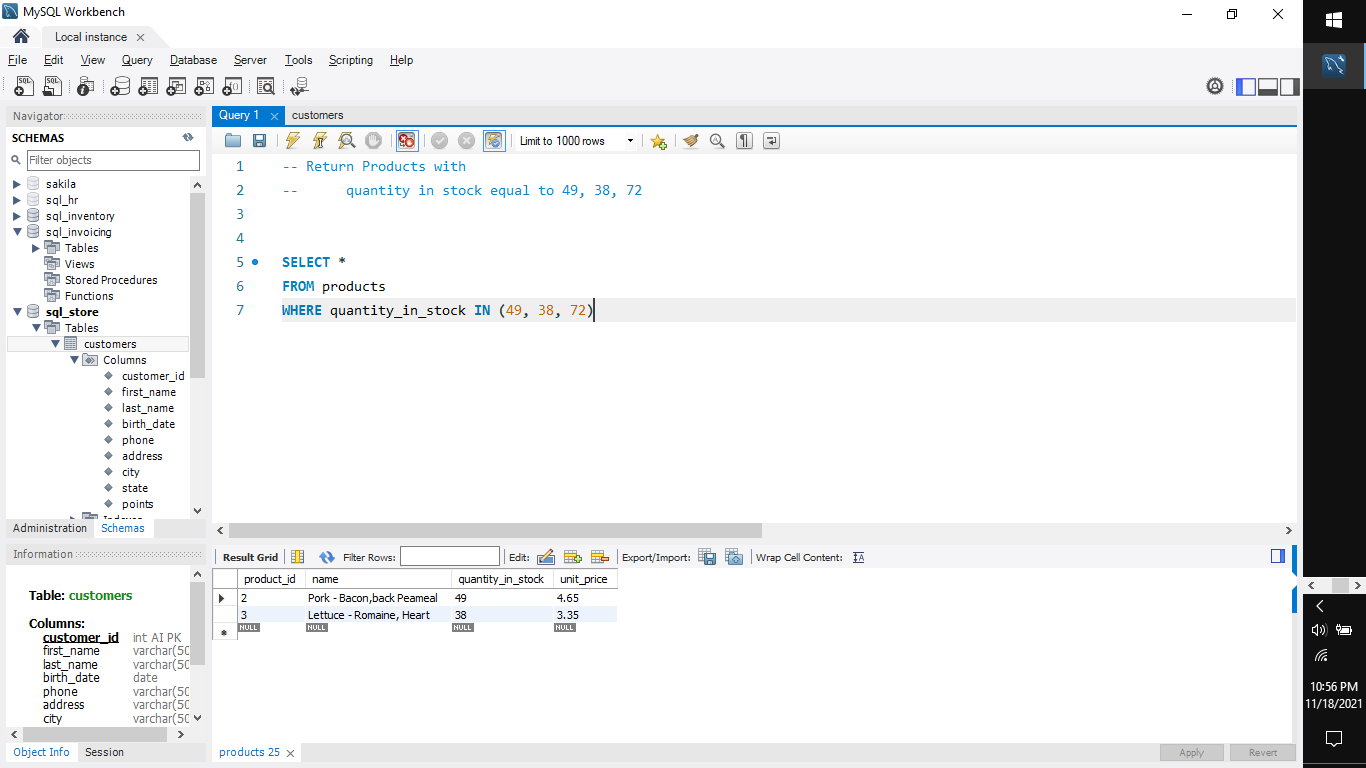 MySQL Workbench
Local instance
File Edit View Query Database Server Tools Scripting Help
Navigator
SCHEMAS
Filter objects
sakila
sql_hr
sql_inventory
sql_invoicing
Tables
Views
Stored Procedures
Functions
sql_store
Tables
customers
Columns
customer_id
first_name
last_name
birth_date
phone
address
city
state
points
Indexes
Administration Schemas
Information
Table: customers
Columns:
customer_id int AI PK
first_name varchar(50
last_name varchar(50
birth_date date
phone varchar(50
address varchar(50
city varchar(50
Object Info Session
Query 1 customers
Limit to 1000 rows
1 -- Return Products with
2 -- quantity in stock equal to 49, 38, 72
3
4
5 SELECT *
6 FROM products
7 WHERE quantity_in_stock IN (49, 38, 72)
Result Grid Filter Rows: Edit: Export/Import: Wrap Cell Content: IA
product_id name quantity_in_stock unit_price
2 Pork - Bacon,back Peameal 49 4.65
3 Lettuce - Romaine, Heart 38 3.35
NULL NULL NULL NULL
products 25
Apply Revert
10:56 PM
11/18/2021